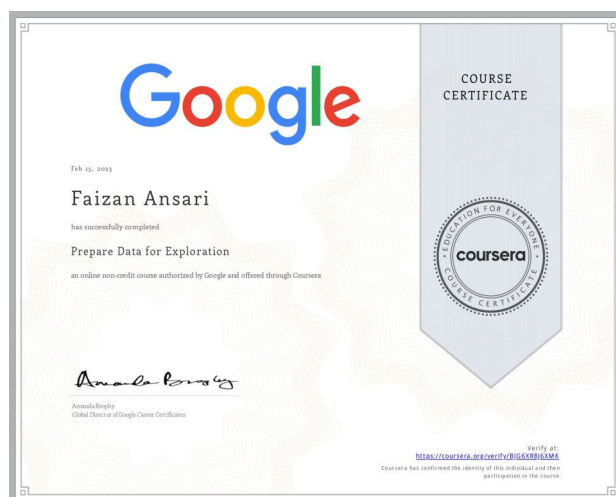 Google
COURSE
CERTIFICATE
Feb 15, 2023
Faizan Ansari
has successfully completed
Prepare Data for Exploration
an online non-credit course authorized by Google and offered through Coursera
EDUCATION FOR EVERYONE
coursera
COURSE CERTIFICATE
Amanda Brophy
Amanda Brophy
Global Director of Google Career Certificates
Verify at:
https://coursera.org/verify/BJG6XR8J6XMK
Coursera has confirmed the identity of this individual and their
participation in the course.